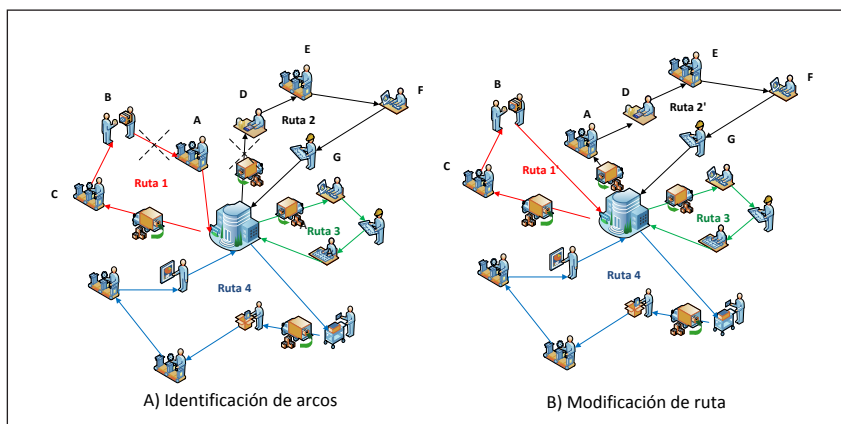 E
D
F
B
A
Ruta 2
G
C
Ruta 1
A
Ruta 3
Ruta 4
A) Identificación de arcos
E
D
F
B
A
Ruta 2'
G
C
Ruta 1'
Ruta 3
Ruta 4
B) Modificación de ruta